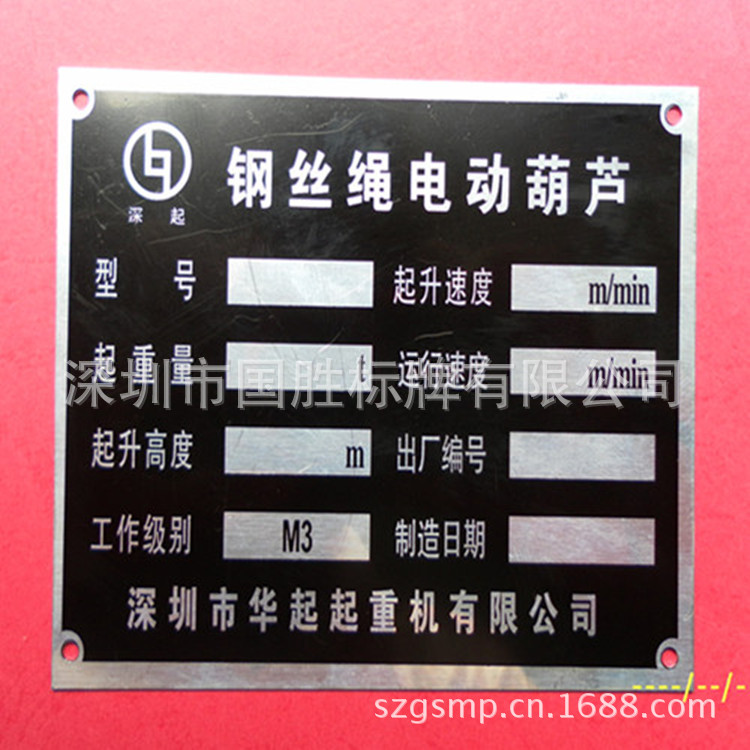 钢丝绳电动葫芦
深起
型号 起升速度 m/min
起重量 t 运行速度 m/min
深圳市国胜标牌有限公司
起升高度 m 出厂编号
工作级别 M3 制造日期
深圳市华起起重机有限公司
szgsmp.cn.1688.com